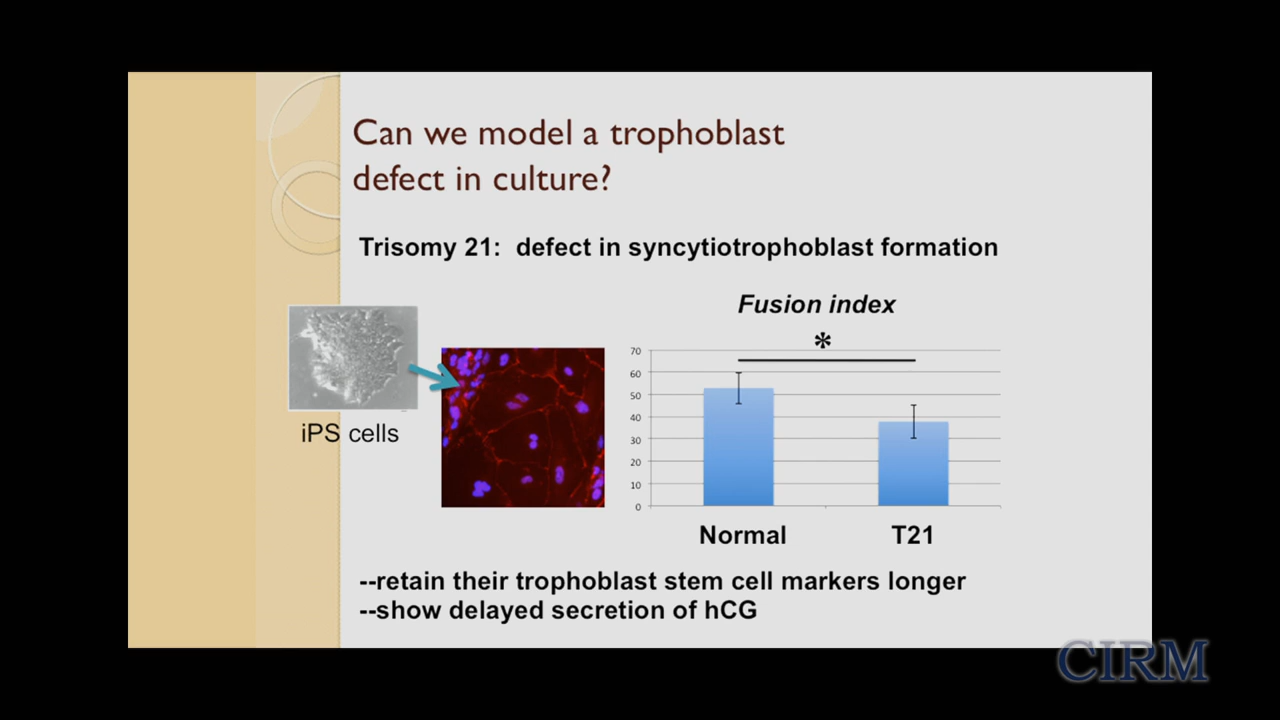 Can we model a trophoblast
defect in culture?
Trisomy 21: defect in syncytiotrophoblast formation
Fusion index
*
70
60
50
40
30
20
10
0
Normal
T21
iPS cells
--retain their trophoblast stem cell markers longer
--show delayed secretion of hCG
CIRM